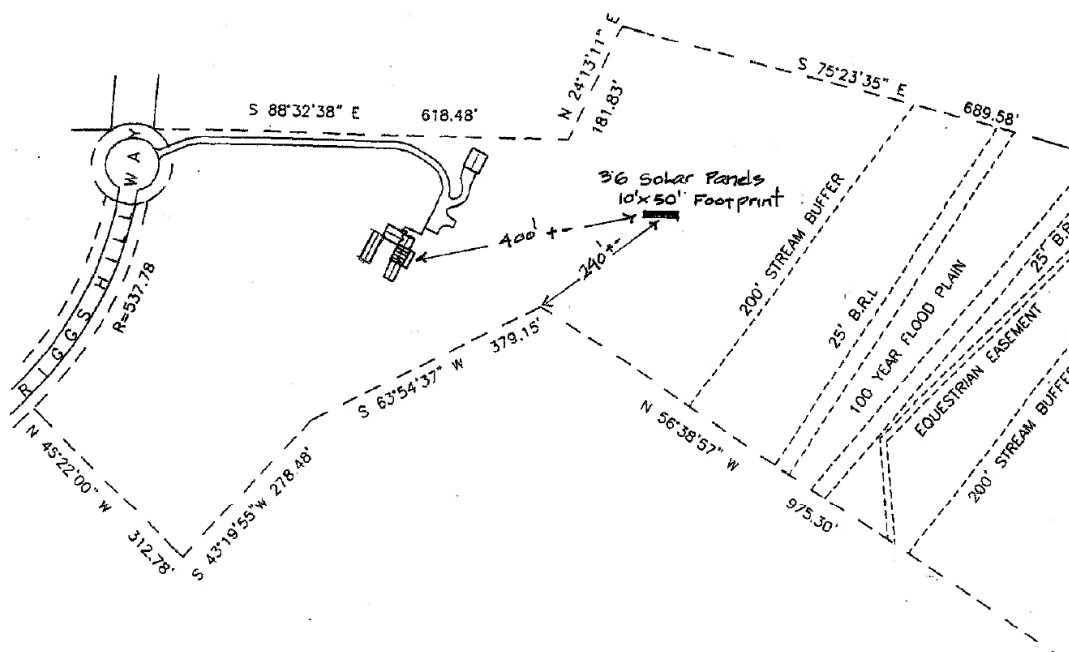 N 24°13'11" E
181.83'
S 75°23'35" E
689.58'
S 88°32'38" E 618.48'
36 Solar Panels
10'x50' Footprint
400' +-
240' +-
200' STREAM BUFFER
25' B.R.L
100 YEAR FLOOD PLAIN
25' B.R
EQUESTRIAN EASEMENT
200' STREAM BUFFE
RIGGS HILL WAY
R=537.78
S 63°54'37" W 379.15'
N 56°38'57" W
975.30'
N 45°22'00" W
312.78'
S 43°19'55"W 278.48'